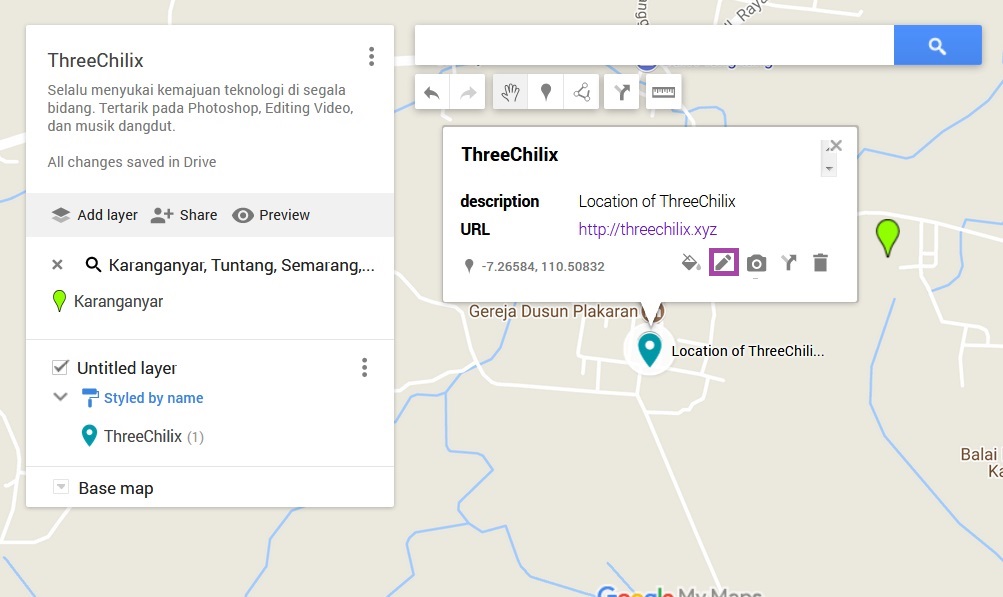 ThreeChilix
Selalu menyukai kemajuan teknologi di segala
bidang. Tertarik pada Photoshop, Editing Video,
dan musik dangdut.
All changes saved in Drive
Add layer Share Preview
Karanganyar, Tuntang, Semarang,...
Karanganyar
Untitled layer
Styled by name
ThreeChilix (1)
Base map
ThreeChilix
description Location of ThreeChilix
URL http://threechilix.xyz
-7.26584, 110.50832
Gereja Dusun Plakaran
Location of ThreeChili...
Balai
Ka
Google My Maps